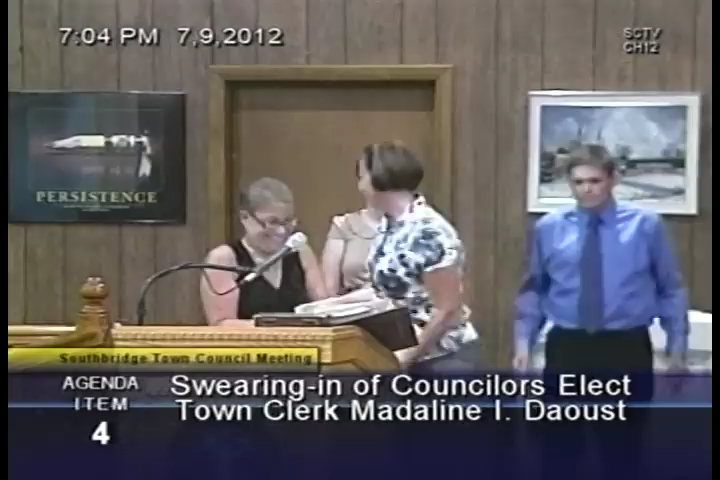 7:04 PM 7,9,2012
SCTV
CH12
PERSISTENCE
Southbridge Town Council Meeting
AGENDA
ITEM
4
Swearing-in of Councilors Elect
Town Clerk Madaline I. Daoust